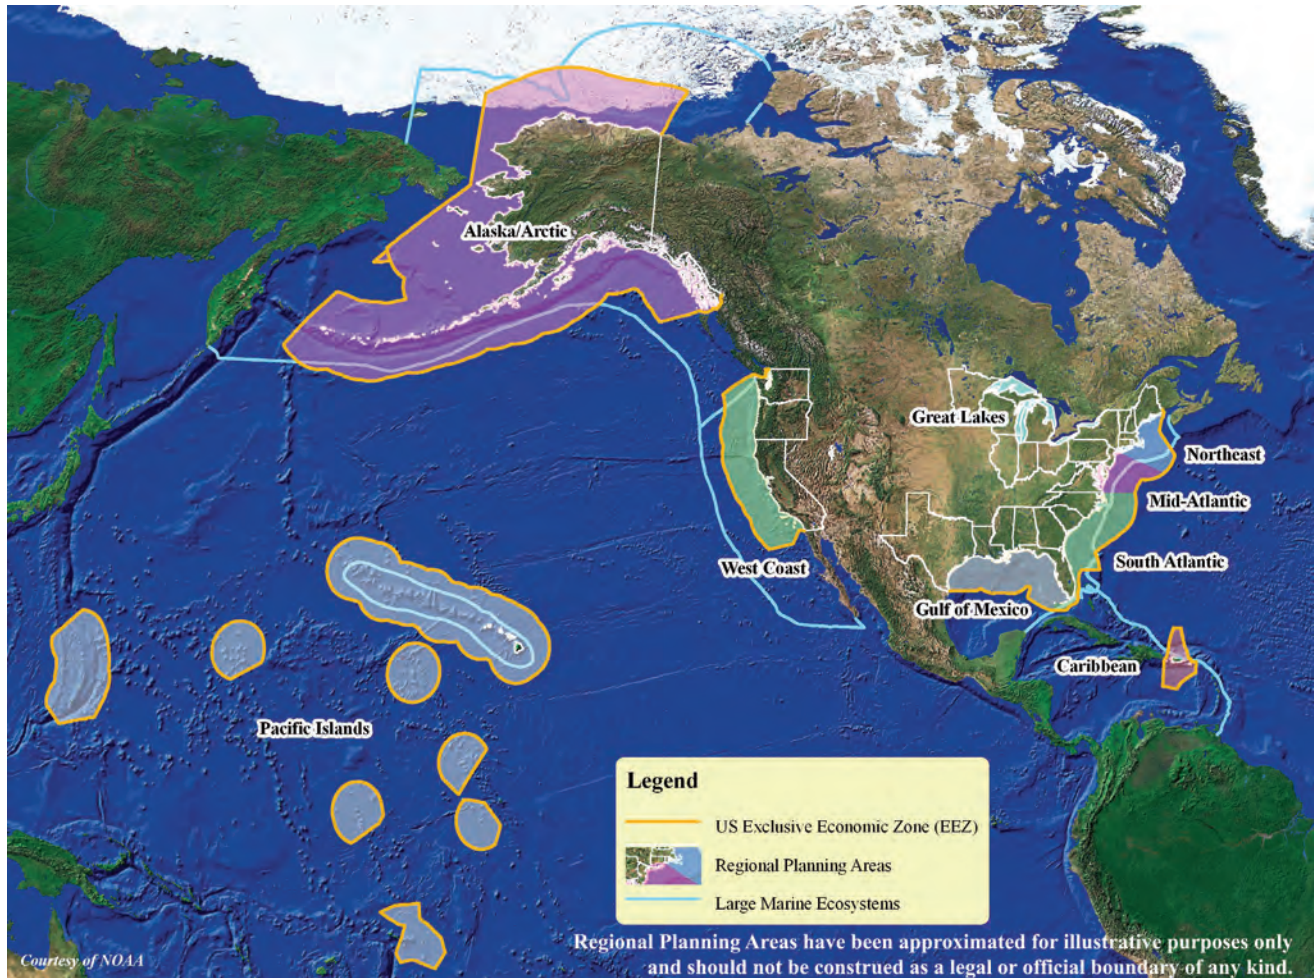 Alaska/Arctic
Great Lakes
Northeast
Mid-Atlantic
South Atlantic
West Coast
Gulf of Mexico
Caribbean
Pacific Islands
Legend
US Exclusive Economic Zone (EEZ)
Regional Planning Areas
Large Marine Ecosystems
Regional Planning Areas have been approximated for illustrative purposes only
and should not be construed as a legal or official boundary of any kind.
Courtesy of NOAA